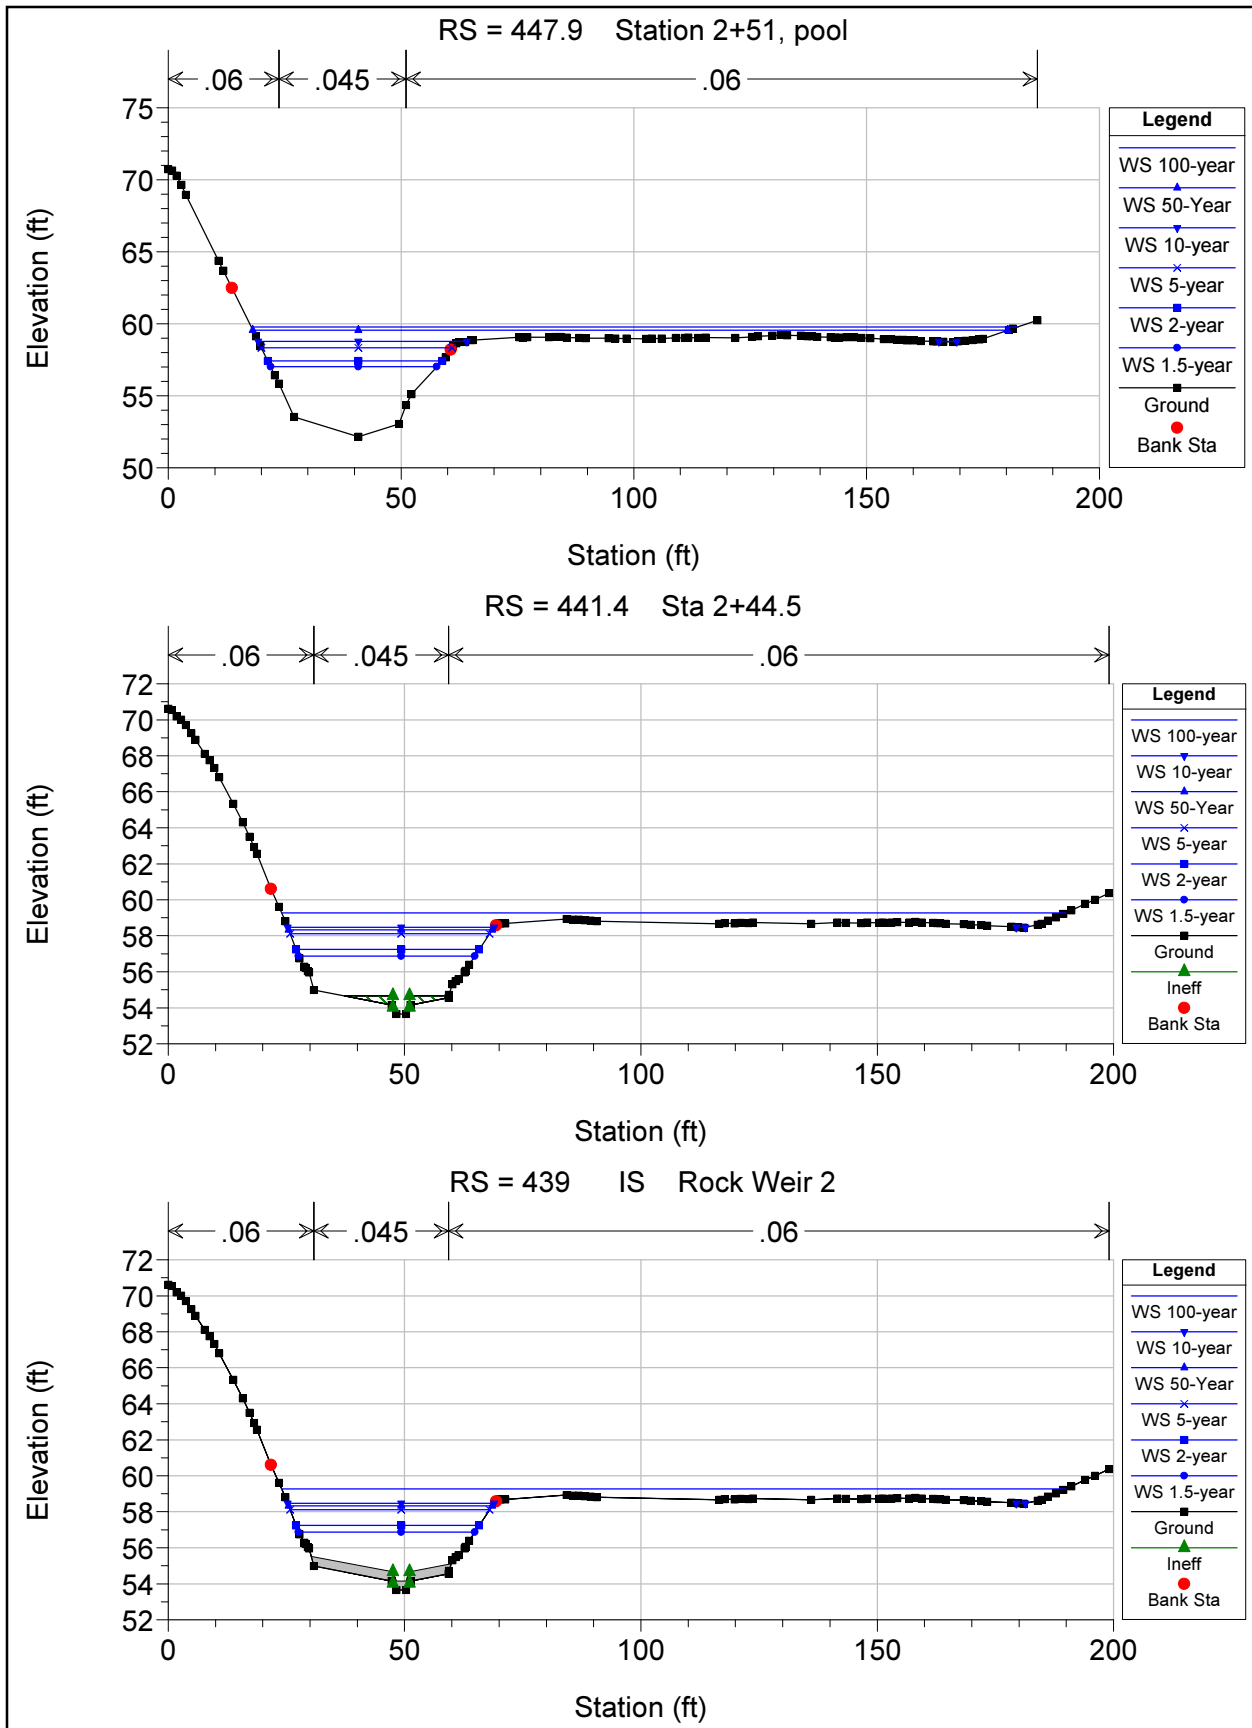 RS = 447.9 Station 2+51, pool
.06 .045 .06
75
70
65
60
55
50
0 50 100 150 200
Elevation (ft)
Station (ft)
Legend
WS 100-year
WS 50-Year
WS 10-year
WS 5-year
WS 2-year
WS 1.5-year
Ground
Bank Sta
RS = 441.4 Sta 2+44.5
.06 .045 .06
72
70
68
66
64
62
60
58
56
54
52
0 50 100 150 200
Elevation (ft)
Station (ft)
Legend
WS 100-year
WS 10-year
WS 50-Year
WS 5-year
WS 2-year
WS 1.5-year
Ground
Ineff
Bank Sta
RS = 439 IS Rock Weir 2
.06 .045 .06
72
70
68
66
64
62
60
58
56
54
52
0 50 100 150 200
Elevation (ft)
Station (ft)
Legend
WS 100-year
WS 10-year
WS 50-Year
WS 5-year
WS 2-year
WS 1.5-year
Ground
Ineff
Bank Sta